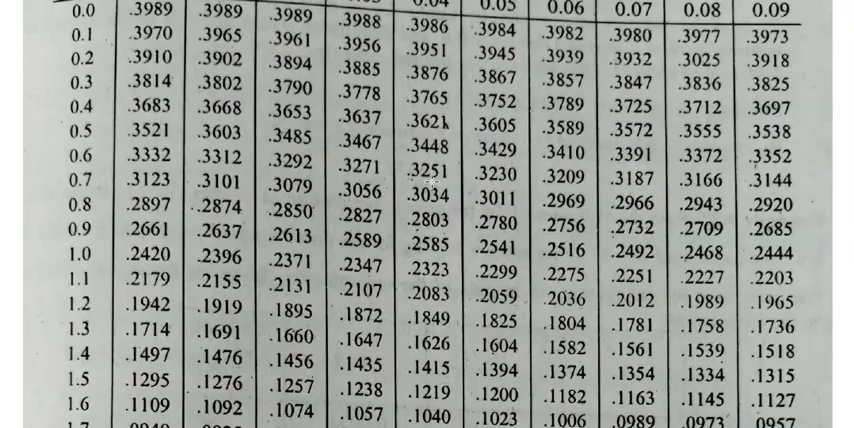 0.04 0.05 0.06 0.07 0.08 0.09
0.0 .3989 .3989 .3989 .3988 .3986 .3984 .3982 .3980 .3977 .3973
0.1 .3970 .3965 .3961 .3956 .3951 .3945 .3939 .3932 .3025 .3918
0.2 .3910 .3902 .3894 .3885 .3876 .3867 .3857 .3847 .3836 .3825
0.3 .3814 .3802 .3790 .3778 .3765 .3752 .3789 .3725 .3712 .3697
0.4 .3683 .3668 .3653 .3637 .3621 .3605 .3589 .3572 .3555 .3538
0.5 .3521 .3603 .3485 .3467 .3448 .3429 .3410 .3391 .3372 .3352
0.6 .3332 .3312 .3292 .3271 .3251 .3230 .3209 .3187 .3166 .3144
0.7 .3123 .3101 .3079 .3056 .3034 .3011 .2969 .2966 .2943 .2920
0.8 .2897 .2874 .2850 .2827 .2803 .2780 .2756 .2732 .2709 .2685
0.9 .2661 .2637 .2613 .2589 .2585 .2541 .2516 .2492 .2468 .2444
1.0 .2420 .2396 .2371 .2347 .2323 .2299 .2275 .2251 .2227 .2203
1.1 .2179 .2155 .2131 .2107 .2083 .2059 .2036 .2012 .1989 .1965
1.2 .1942 .1919 .1895 .1872 .1849 .1825 .1804 .1781 .1758 .1736
1.3 .1714 .1691 .1660 .1647 .1626 .1604 .1582 .1561 .1539 .1518
1.4 .1497 .1476 .1456 .1435 .1415 .1394 .1374 .1354 .1334 .1315
1.5 .1295 .1276 .1257 .1238 .1219 .1200 .1182 .1163 .1145 .1127
1.6 .1109 .1092 .1074 .1057 .1040 .1023 .1006 .0989 .0973 .0957